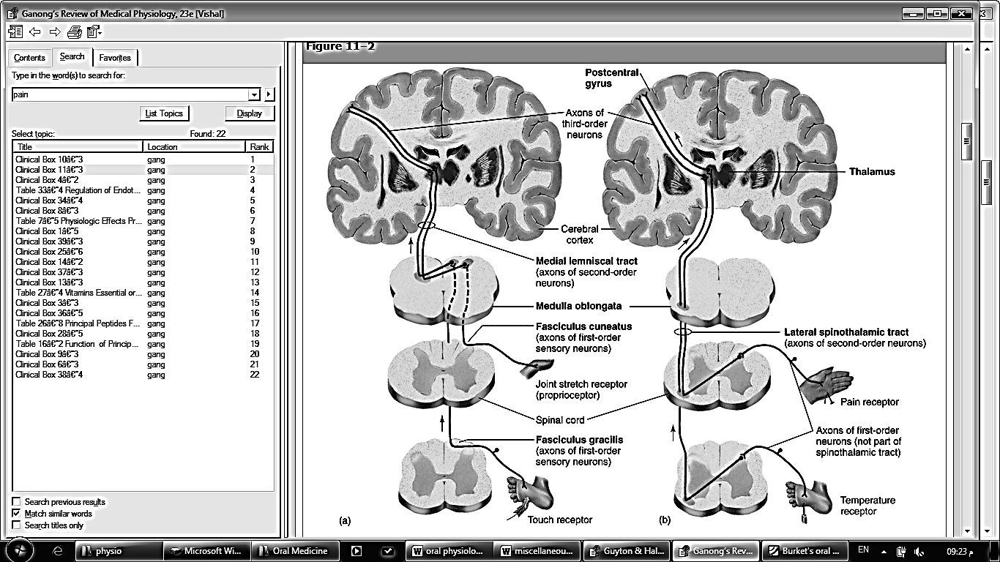 Ganong's Review of Medical Physiology, 23e [Vishal]
Contents Search Favorites
Type in the word(s) to search for:
pain
List Topics Display
Select topic: Found: 22
Title Location Rank
Clinical Box 10â€"3 gang 1
Clinical Box 11â€"3 gang 2
Clinical Box 4â€"2 gang 3
Table 33â€"4 Regulation of Endot... gang 4
Clinical Box 34â€"4 gang 5
Clinical Box 8â€"3 gang 6
Table 7â€"5 Physiologic Effects Pr... gang 7
Clinical Box 1â€"5 gang 8
Clinical Box 39â€"3 gang 9
Clinical Box 25â€"6 gang 10
Clinical Box 14â€"2 gang 11
Clinical Box 37â€"3 gang 12
Clinical Box 13â€"3 gang 13
Table 27â€"4 Vitamins Essential or... gang 14
Clinical Box 3â€"3 gang 15
Clinical Box 36â€"5 gang 16
Table 26â€"8 Principal Peptides F... gang 17
Clinical Box 28â€"5 gang 18
Table 16â€"2 Function of Princip... gang 19
Clinical Box 9â€"3 gang 20
Clinical Box 6â€"3 gang 21
Clinical Box 38â€"4 gang 22
Search previous results
Match similar words
Search titles only
Figure 11–2
Postcentral
gyrus
Axons of
third-order
neurons
Thalamus
Cerebral
cortex
Medial lemniscal tract
(axons of second-order
neurons)
Medulla oblongata
Fasciculus cuneatus
(axons of first-order
sensory neurons)
Lateral spinothalamic tract
(axons of second-order neurons)
Joint stretch receptor
(proprioceptor)
Pain receptor
Spinal cord
Axons of first-order
neurons (not part of
spinothalamic tract)
Fasciculus gracilis
(axons of first-order
sensory neurons)
Temperature
receptor
Touch receptor
(a)
(b)
physio Microsoft Wi... Oral Medicine oral physiolo... miscellaneou... Guyton & Hal... Ganong's Rev... Burket's oral ... EN 09:23 م